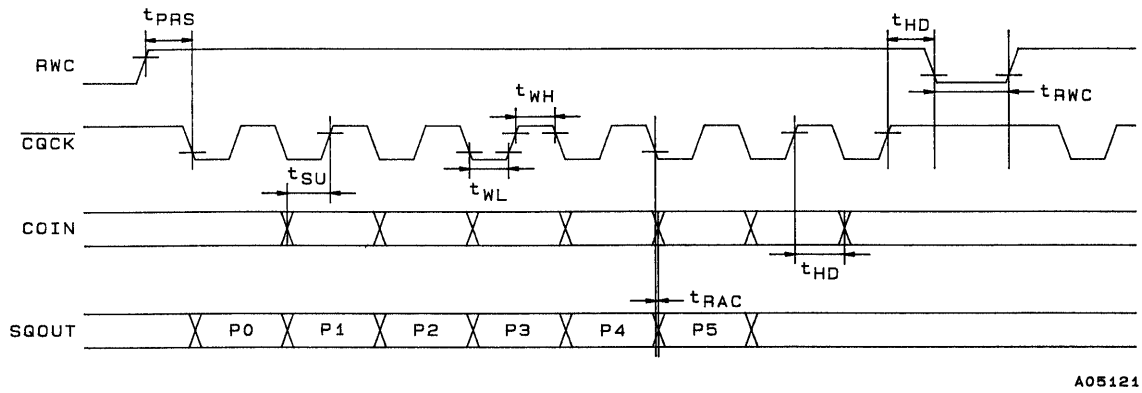 tPRS
tHD
RWC
tRWC
tWH
CQCK
tSU
tWL
COIN
tHD
tRAC
SQOUT
P0 P1 P2 P3 P4 P5
A05121